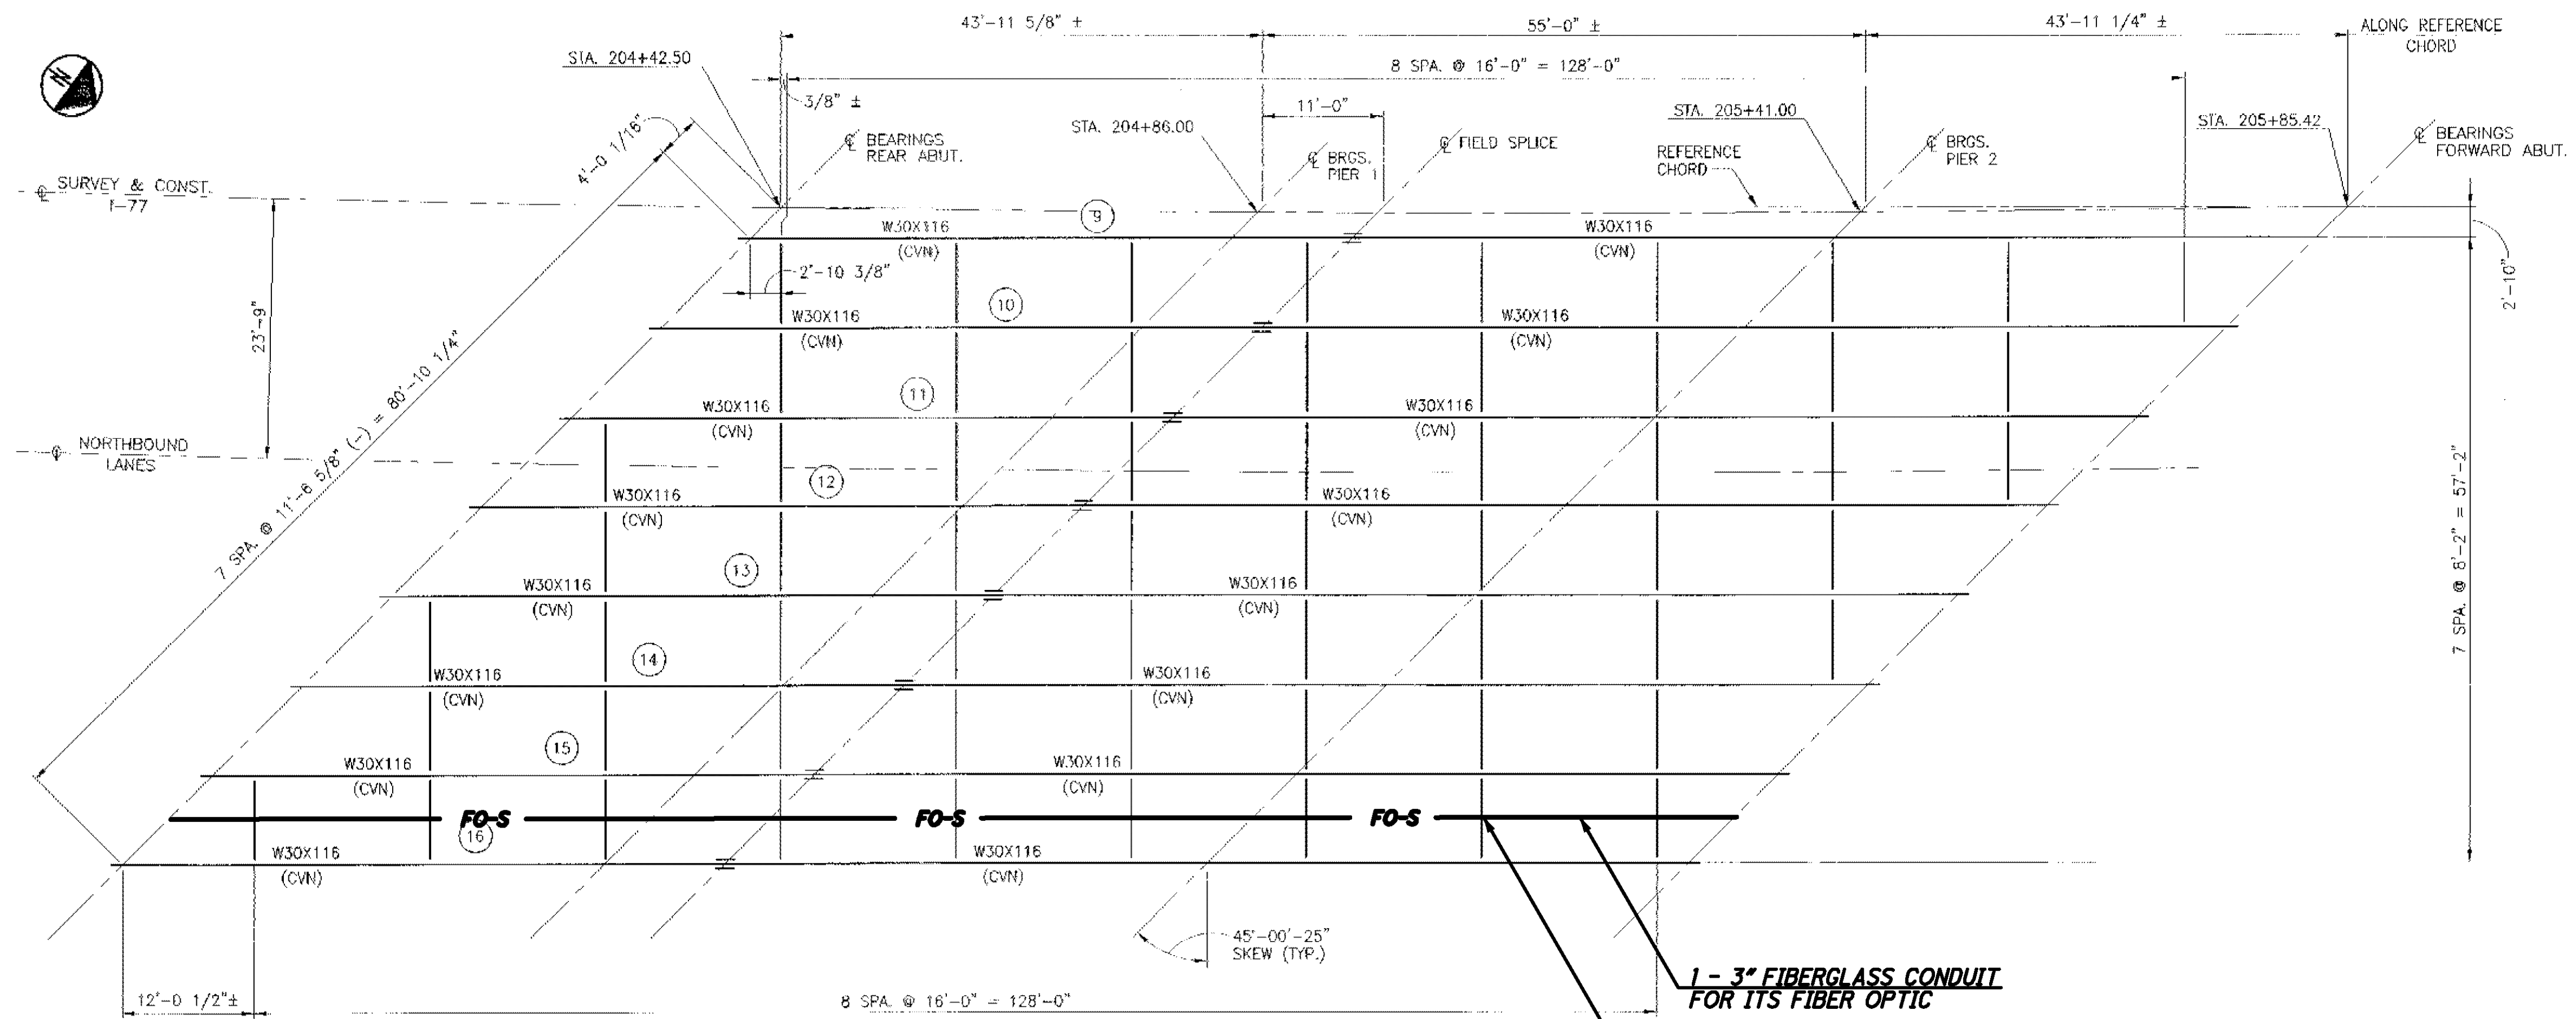 43'-11 5/8" ±
55'-0" ±
43'-11 1/4" ±
ALONG REFERENCE
CHORD
STA. 204+42.50
8 SPA. @ 16'-0" = 128'-0"
N
3/8" ±
11'-0"
STA. 204+86.00
STA. 205+41.00
STA. 205+85.42
4'-0 1/16"
℄ BEARINGS
REAR ABUT.
℄ BRGS.
PIER 1
℄ FIELD SPLICE
REFERENCE
CHORD
℄ BRGS.
PIER 2
℄ BEARINGS
FORWARD ABUT.
℄ SURVEY & CONST.
I-77
9
W30X116
(CVN)
W30X116
(CVN)
2'-10 3/8"
2'-10"
23'-9"
10
W30X116
(CVN)
W30X116
(CVN)
11
W30X116
(CVN)
W30X116
(CVN)
℄ NORTHBOUND
LANES
7 SPA. @ 11'-6 5/8" (-) = 80'-10 1/4"
12
W30X116
(CVN)
W30X116
(CVN)
7 SPA. @ 8'-2" = 57'-2"
13
W30X116
(CVN)
W30X116
(CVN)
14
W30X116
(CVN)
W30X116
(CVN)
15
W30X116
(CVN)
W30X116
(CVN)
FO-S
FO-S
FO-S
16
W30X116
(CVN)
W30X116
(CVN)
45'-00'-25"
SKEW (TYP.)
1 - 3" FIBERGLASS CONDUIT
FOR ITS FIBER OPTIC
12'-0 1/2"±
8 SPA. @ 16'-0" = 128'-0"